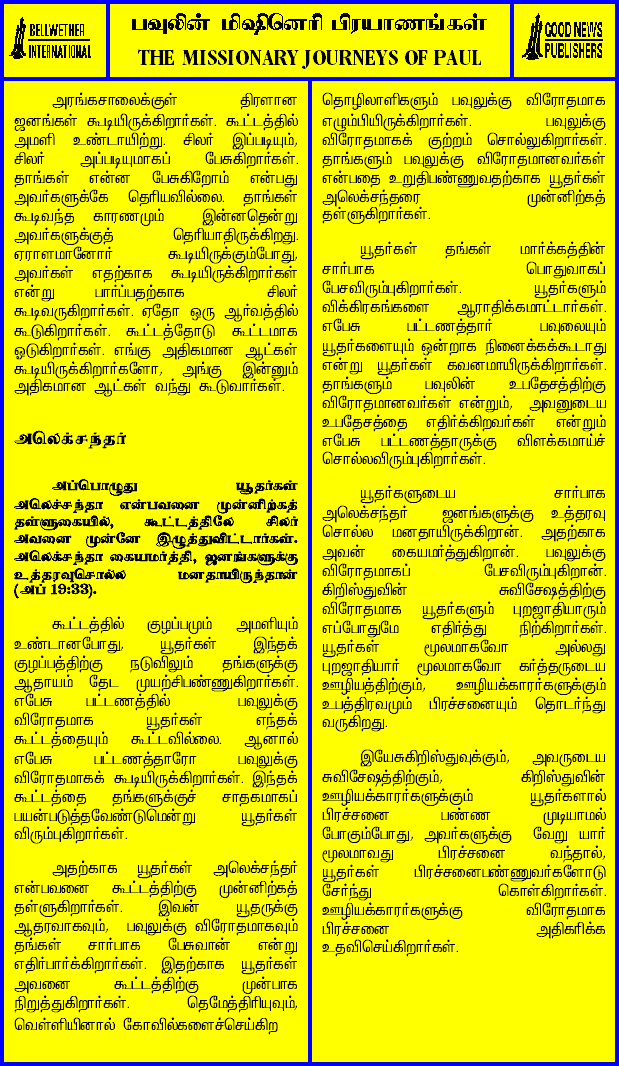 BELLWETHER
INTERNATIONAL
பவுலின் மிஷினெரி பிரயாணங்கள்
THE MISSIONARY JOURNEYS OF PAUL
GOOD NEWS
PUBLISHERS
அரங்கசாலைக்குள் திரளான
ஜனங்கள் கூடியிருக்கிறார்கள். கூட்டத்தில்
அமளி உண்டாயிற்று. சிலர் இப்படியும்,
சிலர் அப்படியுமாகப் பேசுகிறார்கள்.
தாங்கள் என்ன பேசுகிறோம் என்பது
அவர்களுக்கே தெரியவில்லை. தாங்கள்
கூடிவந்த காரணமும் இன்னதென்று
அவர்களுக்குத் தெரியாதிருக்கிறது.
ஏராளமானோர் கூடியிருக்கும்போது,
அவர்கள் எதற்காக கூடியிருக்கிறார்கள்
என்று பார்ப்பதற்காக சிலர்
கூடிவருகிறார்கள். ஏதோ ஒரு ஆர்வத்தில்
கூடுகிறார்கள். கூட்டத்தோடு கூட்டமாக
ஓடுகிறார்கள். எங்கு அதிகமான ஆட்கள்
கூடியிருக்கிறார்களோ, அங்கு இன்னும்
அதிகமான ஆட்கள் வந்து கூடுவார்கள்.
அலெக்சந்தர்
அப்பொழுது யூதர்கள்
அலெச்சந்தா என்பவனை முன்னிற்கத்
தள்ளுகையில், கூட்டத்திலே சிலர்
அவனை முன்னே இழுத்துவிட்டார்கள்.
அலெக்சந்தா கையமர்த்தி, ஜனங்களுக்கு
உத்தரவுசொல்ல மனதாயிருந்தான்
(அப் 19:33).
கூட்டத்தில் குழப்பமும் அமளியும்
உண்டானபோது, யூதர்கள் இந்தக்
குழப்பத்திற்கு நடுவிலும் தங்களுக்கு
ஆதாயம் தேட முயற்சிபண்ணுகிறார்கள்.
எபேசு பட்டணத்தில் பவுலுக்கு
விரோதமாக யூதர்கள் எந்தக்
கூட்டத்தையும் கூட்டவில்லை. ஆனால்
எபேசு பட்டணத்தாரோ பவுலுக்கு
விரோதமாகக் கூடியிருக்கிறார்கள். இந்தக்
கூட்டத்தை தங்களுக்குச் சாதகமாகப்
பயன்படுத்தவேண்டுமென்று யூதர்கள்
விரும்புகிறார்கள்.
அதற்காக யூதர்கள் அலெக்சந்தர்
என்பவனை கூட்டத்திற்கு முன்னிற்கத்
தள்ளுகிறார்கள். இவன் யூதருக்கு
ஆதரவாகவும், பவுலுக்கு விரோதமாகவும்
தங்கள் சார்பாக பேசுவான் என்று
எதிர்பார்க்கிறார்கள். இதற்காக யூதர்கள்
அவனை கூட்டத்திற்கு முன்பாக
நிறுத்துகிறார்கள். தெமேத்திரியுவும்,
வெள்ளியினால் கோவில்களைச்செய்கிற
தொழிலாளிகளும் பவுலுக்கு விரோதமாக
எழும்பியிருக்கிறார்கள். பவுலுக்கு
விரோதமாகக் குற்றம் சொல்லுகிறார்கள்.
தாங்களும் பவுலுக்கு விரோதமானவர்கள்
என்பதை உறுதிபண்ணுவதற்காக யூதர்கள்
அலெக்சந்தரை முன்னிற்கத்
தள்ளுகிறார்கள்.
யூதர்கள் தங்கள் மார்க்கத்தின்
சார்பாக பொதுவாகப்
பேசவிரும்புகிறார்கள். யூதர்களும்
விக்கிரகங்களை ஆராதிக்கமாட்டார்கள்.
எபேசு பட்டணத்தார் பவுலையும்
யூதர்களையும் ஒன்றாக நினைக்கக்கூடாது
என்று யூதர்கள் கவனமாயிருக்கிறார்கள்.
தாங்களும் பவுலின் உபதேசத்திற்கு
விரோதமானவர்கள் என்றும், அவனுடைய
உபதேசத்தை எதிர்க்கிறவர்கள் என்றும்
எபேசு பட்டணத்தாருக்கு விளக்கமாய்ச்
சொல்லவிரும்புகிறார்கள்.
யூதர்களுடைய சார்பாக
அலெக்சந்தர் ஜனங்களுக்கு உத்தரவு
சொல்ல மனதாயிருக்கிறான். அதற்காக
அவன் கையமர்த்துகிறான். பவுலுக்கு
விரோதமாகப் பேசவிரும்புகிறான்.
கிறிஸ்துவின் சுவிசேஷத்திற்கு
விரோதமாக யூதர்களும் புறஜாதியாரும்
எப்போதுமே எதிர்த்து நிற்கிறார்கள்.
யூதர்கள் மூலமாகவோ அல்லது
புறஜாதியார் மூலமாகவோ கர்த்தருடைய
ஊழியத்திற்கும், ஊழியக்காரர்களுக்கும்
உபத்திரவமும் பிரச்சனையும் தொடர்ந்து
வருகிறது.
இயேசுகிறிஸ்துவுக்கும், அவருடைய
சுவிசேஷத்திற்கும், கிறிஸ்துவின்
ஊழியக்காரர்களுக்கும் யூதர்களால்
பிரச்சனை பண்ண முடியாமல்
போகும்போது, அவர்களுக்கு வேறு யார்
மூலமாவது பிரச்சனை வந்தால்,
யூதர்கள் பிரச்சனைபண்ணுவர்களோடு
சேர்ந்து கொள்கிறார்கள்.
ஊழியக்காரர்களுக்கு விரோதமாக
பிரச்சனை அதிகரிக்க
உதவிசெய்கிறார்கள்.